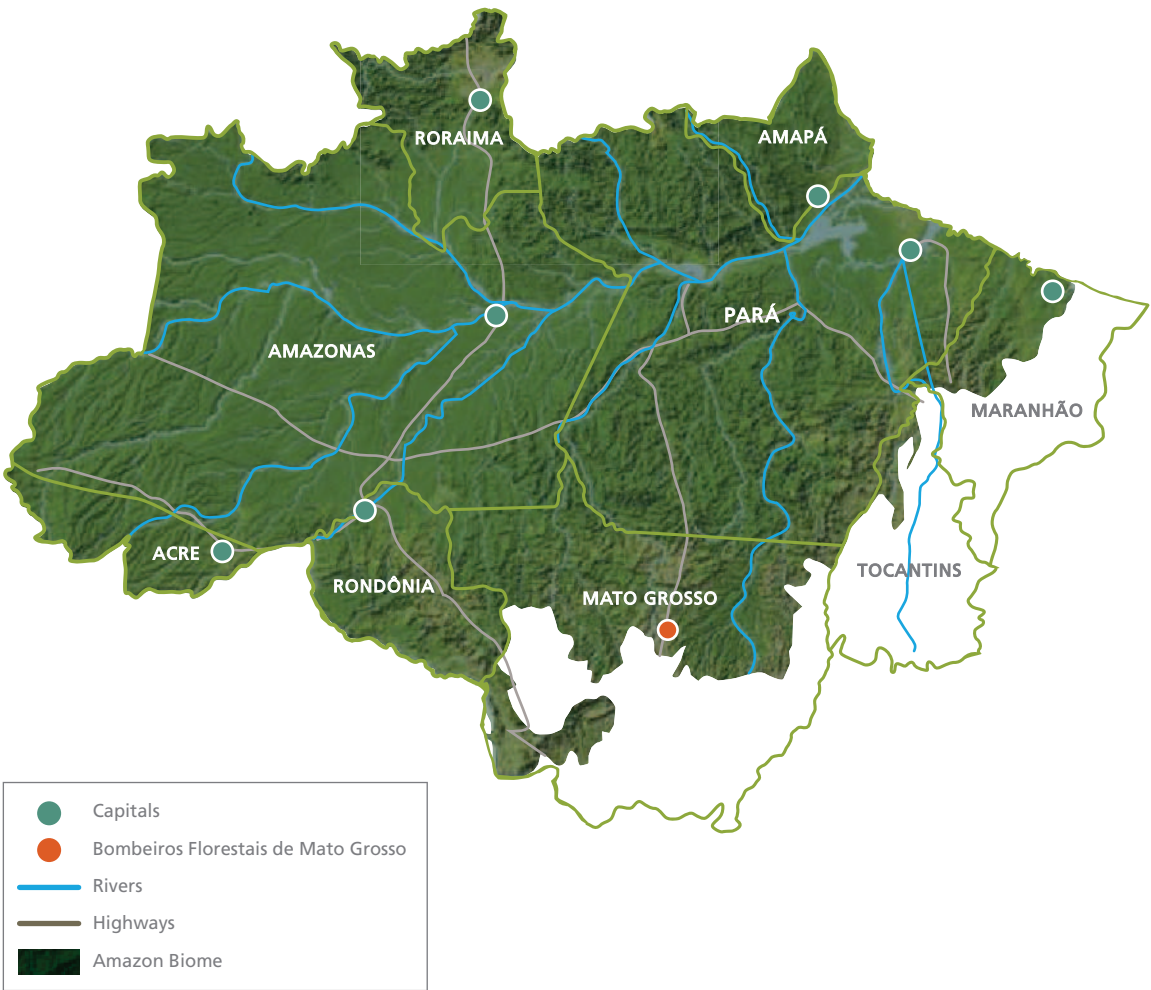 RORAIMA
AMAPÁ
PARÁ
AMAZONAS
MARANHÃO
ACRE
TOCANTINS
RONDÔNIA
MATO GROSSO
Capitals
Bombeiros Florestais de Mato Grosso
Rivers
Highways
Amazon Biome